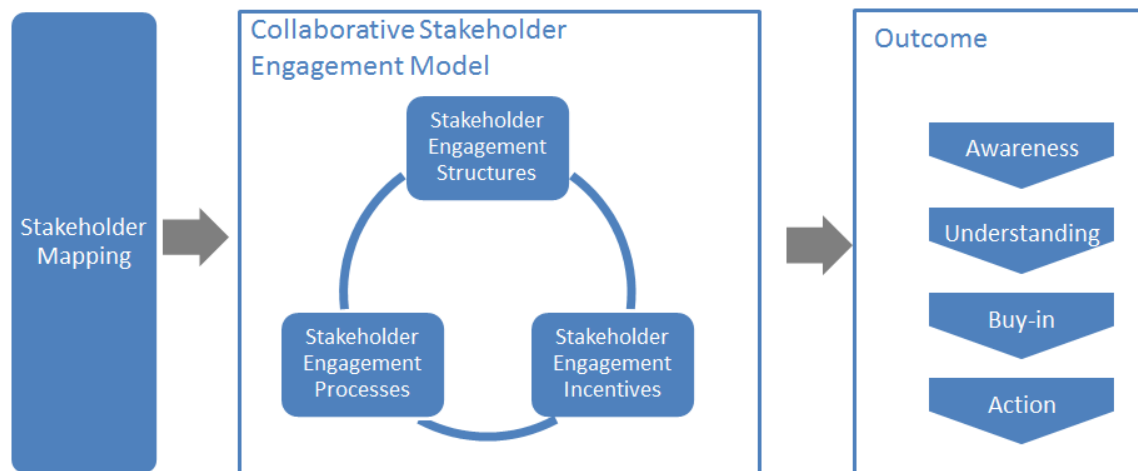 Stakeholder
Mapping
Collaborative Stakeholder
Engagement Model
Stakeholder
Engagement
Structures
Stakeholder
Engagement
Processes
Stakeholder
Engagement
Incentives
Outcome
Awareness
Understanding
Buy-in
Action